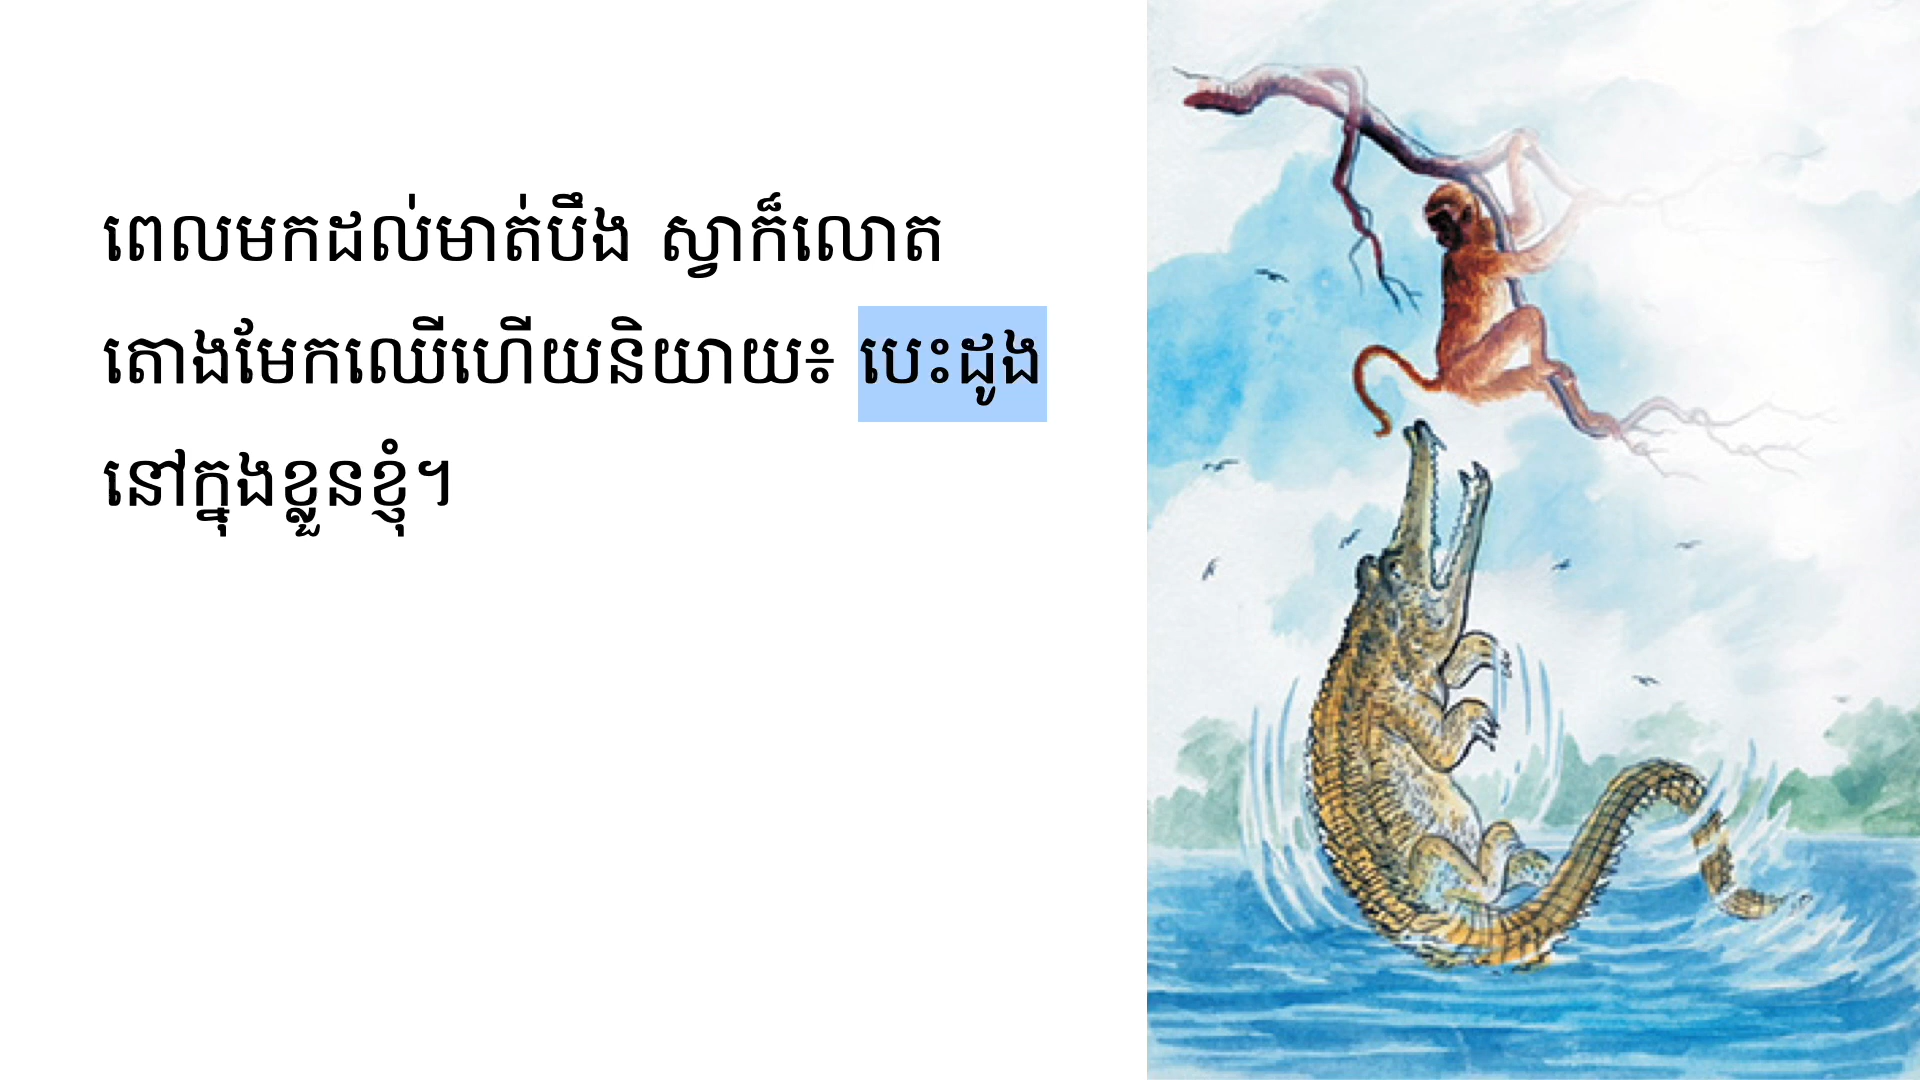 ពេលមកដល់មាត់បឹង ស្វាក៏លោត
តោងមែកឈើហើយនិយាយ៖ បេះដូង
នៅក្នុងខ្លួនខ្ញុំ។